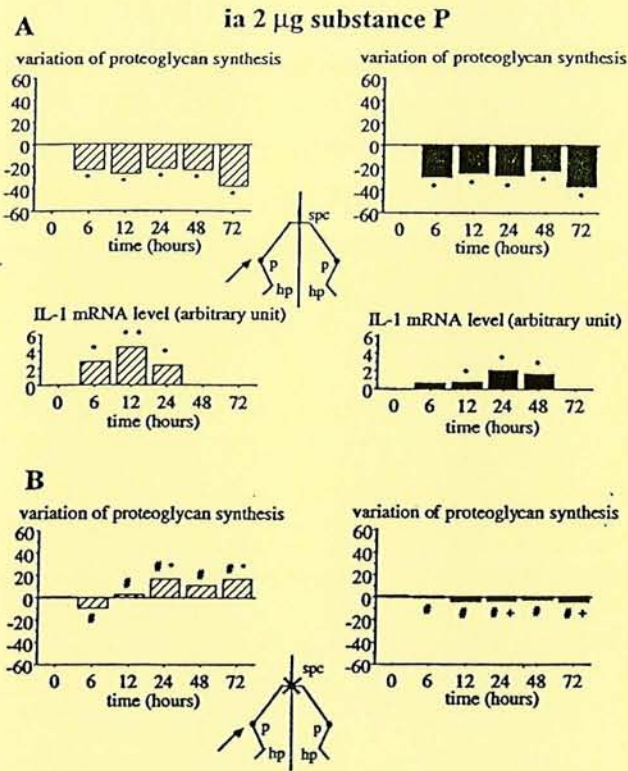 ia 2 µg substance P
A
variation of proteoglycan synthesis
60
40
20
0
-20
-40
-60
* * * * *
0 6 12 24 48 72
time (hours)
variation of proteoglycan synthesis
60
40
20
0
-20
-40
-60
* * * * *
0 6 12 24 48 72
time (hours)
spc
p p
hp hp
IL-1 mRNA level (arbitrary unit)
6
4
2
0
* ** *
0 6 12 24 48 72
time (hours)
IL-1 mRNA level (arbitrary unit)
6
4
2
0
* * *
0 6 12 24 48 72
time (hours)
B
variation of proteoglycan synthesis
60
40
20
0
-20
-40
-60
# # # * # # *
0 6 12 24 48 72
time (hours)
variation of proteoglycan synthesis
60
40
20
0
-20
-40
-60
# # # + # # +
0 6 12 24 48 72
time (hours)
spc
p p
hp hp